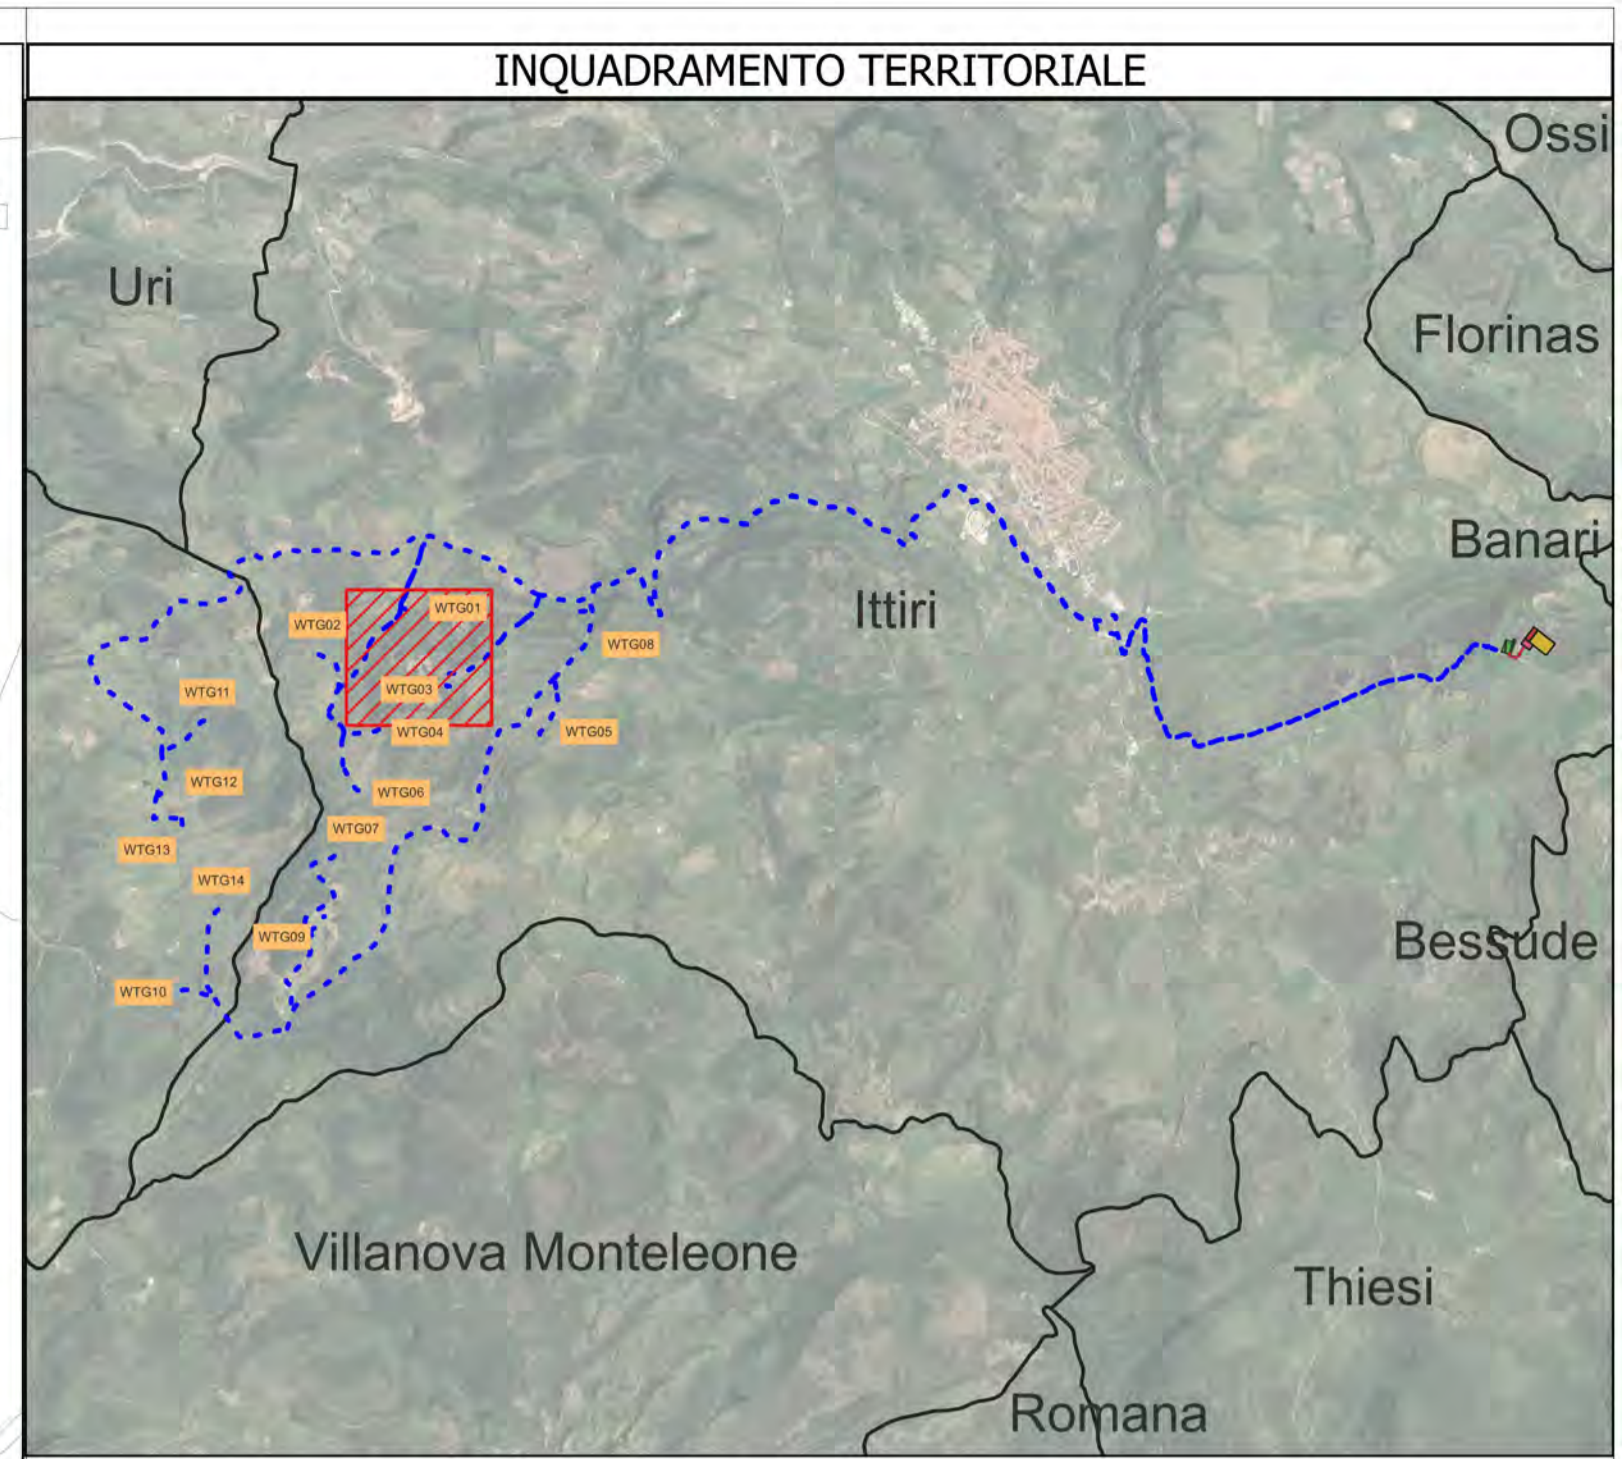 INQUADRAMENTO TERRITORIALE
Ossi
Uri
Florinas
Banari
Ittiri
WTG01
WTG02
WTG08
WTG03
WTG11
WTG04
WTG05
WTG12
WTG06
WTG07
WTG13
WTG14
WTG09
Bessude
WTG10
Villanova Monteleone
Thiesi
Romana